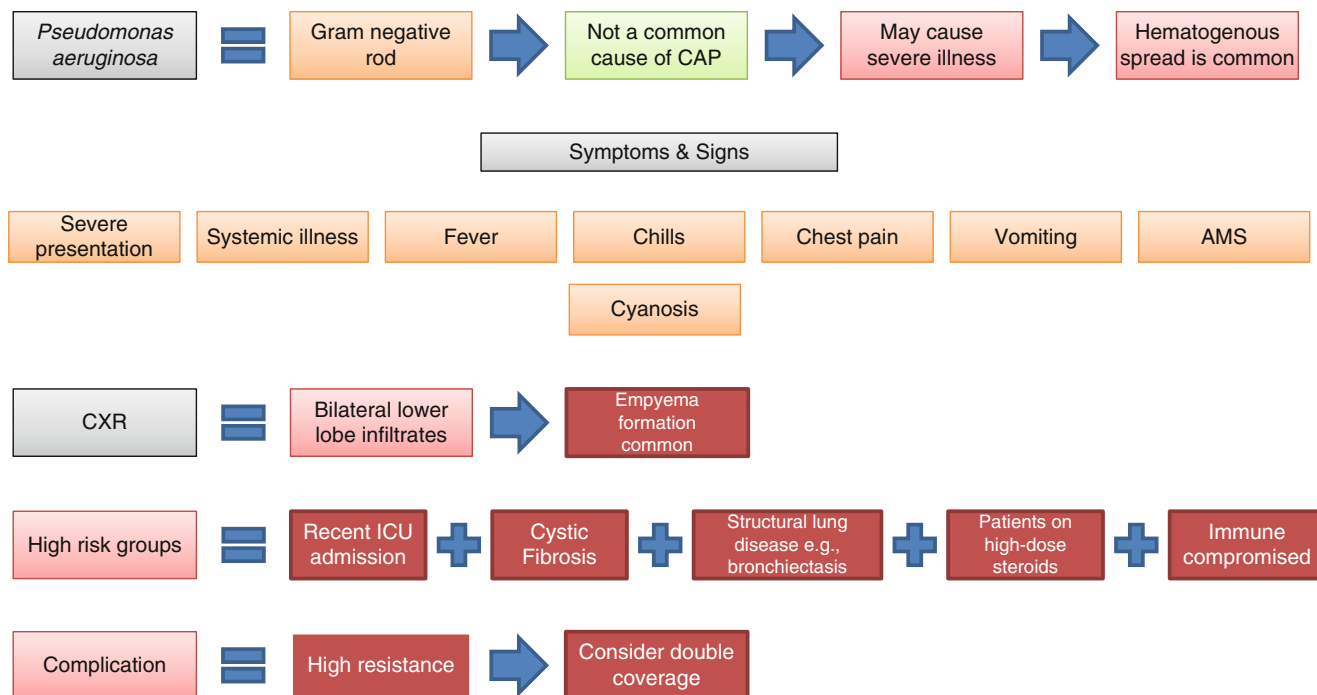 Pseudomonas
aeruginosa
Gram negative
rod
Not a common
cause of CAP
May cause
severe illness
Hematogenous
spread is common
Symptoms & Signs
Severe
presentation
Systemic illness
Fever
Chills
Chest pain
Vomiting
AMS
Cyanosis
CXR
Bilateral lower
lobe infiltrates
Empyema
formation
common
High risk groups
Recent ICU
admission
Cystic
Fibrosis
Structural lung
disease e.g.,
bronchiectasis
Patients on
high-dose
steroids
Immune
compromised
Complication
High resistance
Consider double
coverage